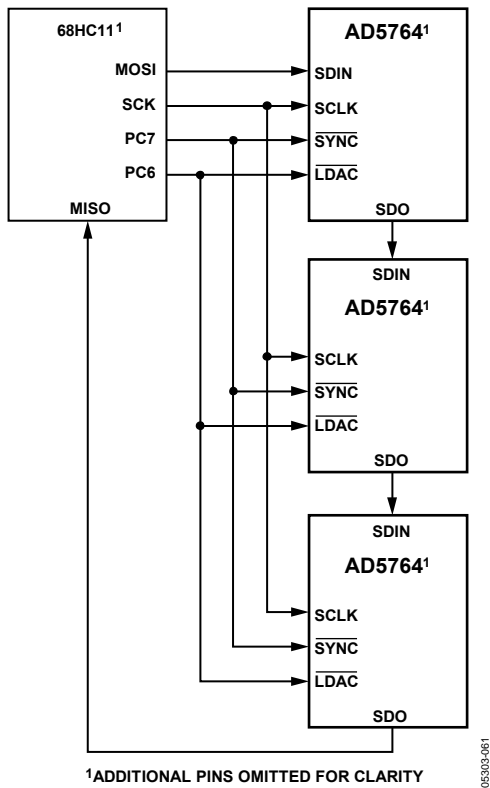 68HC11¹
MOSI
SCK
PC7
PC6
MISO
AD5764¹
SDIN
SCLK
SYNC
LDAC
SDO
SDIN
AD5764¹
SCLK
SYNC
LDAC
SDO
SDIN
AD5764¹
SCLK
SYNC
LDAC
SDO
¹ADDITIONAL PINS OMITTED FOR CLARITY
05303-061